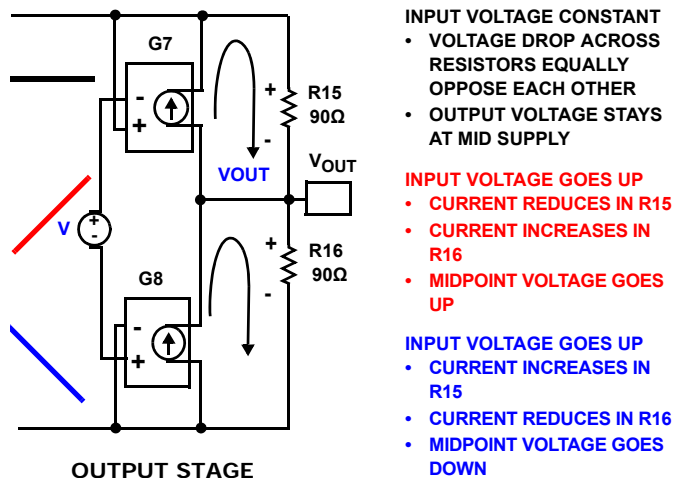 G7
-
+
+
R15
90Ω
-
VOUT
VOUT
V
+
-
+
R16
90Ω
-
G8
-
+
OUTPUT STAGE
INPUT VOLTAGE CONSTANT
• VOLTAGE DROP ACROSS
RESISTORS EQUALLY
OPPOSE EACH OTHER
• OUTPUT VOLTAGE STAYS
AT MID SUPPLY
INPUT VOLTAGE GOES UP
• CURRENT REDUCES IN R15
• CURRENT INCREASES IN
R16
• MIDPOINT VOLTAGE GOES
UP
INPUT VOLTAGE GOES UP
• CURRENT INCREASES IN
R15
• CURRENT REDUCES IN R16
• MIDPOINT VOLTAGE GOES
DOWN